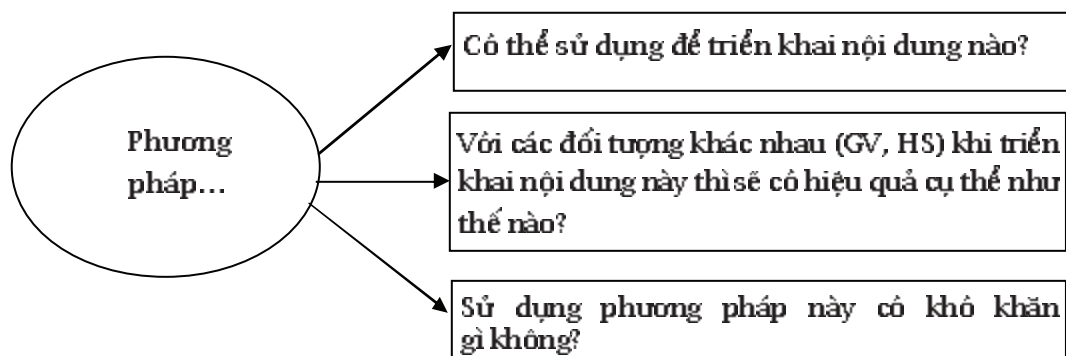 Có thể sử dụng để triển khai nội dung nào?
Phương
pháp...
Với các đối tượng khác nhau (GV, HS) khi triển
khai nội dung này thì sẽ có hiệu quả cụ thể như
thế nào?
Sử dụng phương pháp này có khó khăn
gì không?